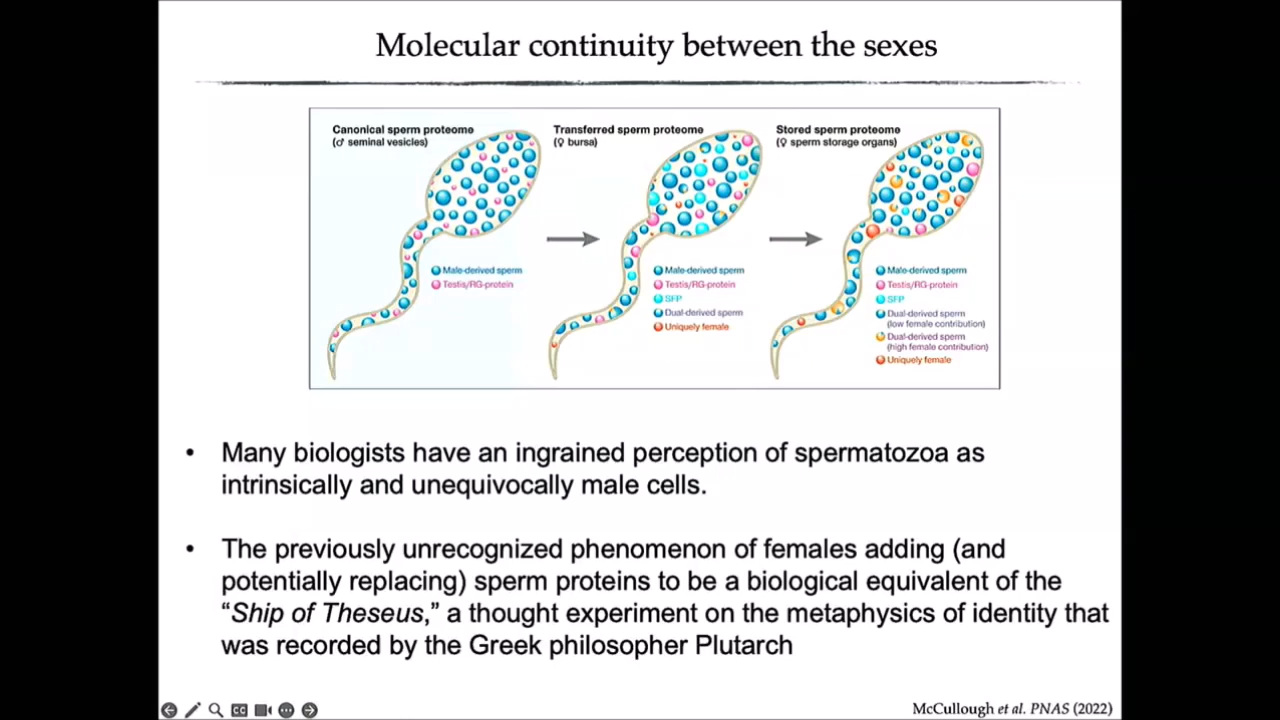 Molecular continuity between the sexes
Canonical sperm proteome
(♂ seminal vesicles)
Male-derived sperm
Testis/RG-protein
Transferred sperm proteome
(♀ bursa)
Male-derived sperm
Testis/RG-protein
SFP
Dual-derived sperm
Uniquely female
Stored sperm proteome
(♀ sperm storage organs)
Male-derived sperm
Testis/RG-protein
SFP
Dual-derived sperm
(low female contribution)
Dual-derived sperm
(high female contribution)
Uniquely female
• Many biologists have an ingrained perception of spermatozoa as
intrinsically and unequivocally male cells.
• The previously unrecognized phenomenon of females adding (and
potentially replacing) sperm proteins to be a biological equivalent of the
“Ship of Theseus,” a thought experiment on the metaphysics of identity that
was recorded by the Greek philosopher Plutarch
CC
McCullough et al. PNAS (2022)